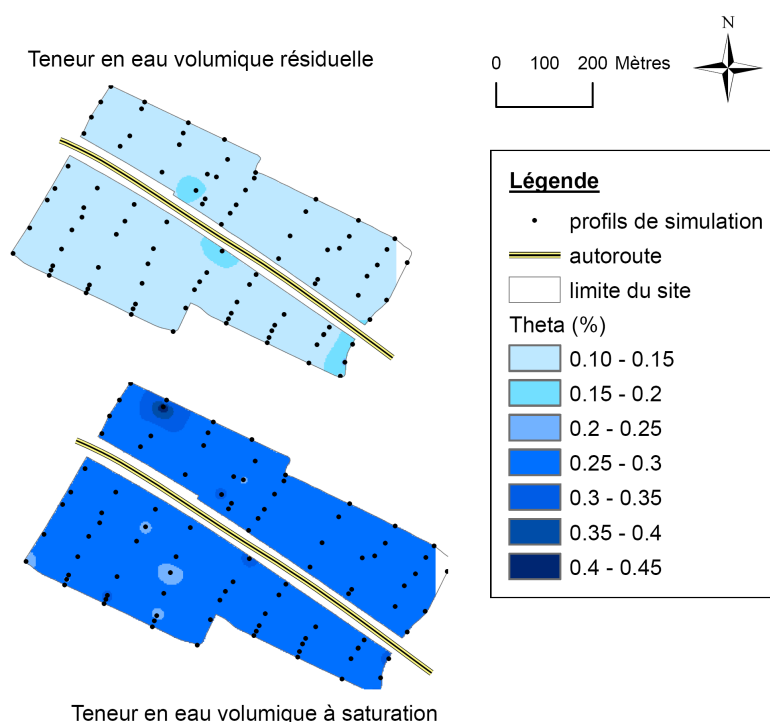 Teneur en eau volumique résiduelle
0 100 200 Mètres
N
Légende
profils de simulation
autoroute
limite du site
Theta (%)
0.10 - 0.15
0.15 - 0.2
0.2 - 0.25
0.25 - 0.3
0.3 - 0.35
0.35 - 0.4
0.4 - 0.45
Teneur en eau volumique à saturation